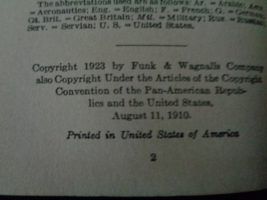 The abbreviations used are as follows: Ar. = Arabic; Aero.
= Aeronautics; Eng. = English; F. = French; G. = German;
Gt. Brit. = Great Britain; Mil. = Military; Rus. = Russian;
Serv. = Servian; U. S. = United States.
Copyright 1923 by Funk & Wagnalls Company
also Copyright Under the Articles of the Copyright
Convention of the Pan-American Repub-
lics and the United States,
August 11, 1910.
Printed in United States of America
2